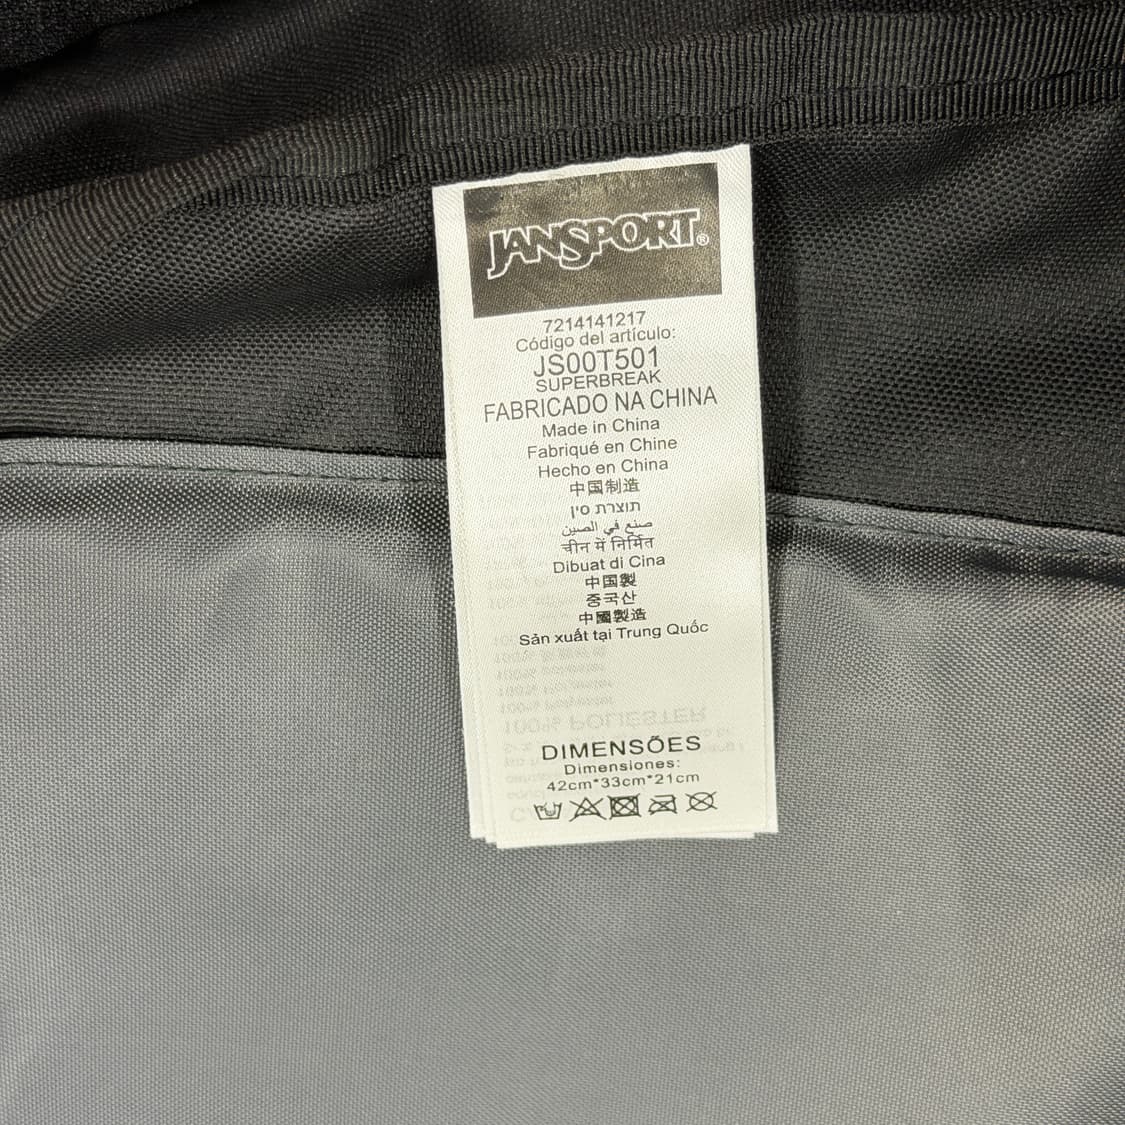 JANSPORT®
7214141217
Código del artículo:
JS00T501
SUPERBREAK
FABRICADO NA CHINA
Made in China
Fabriqué en Chine
Hecho en China
中国制造
תוצרת סין
صنع في الصين
चीन में निर्मित
Dibuat di Cina
中国製
중국산
中國製造
Sản xuất tại Trung Quốc
DIMENSÕES
Dimensiones:
42cm*33cm*21cm